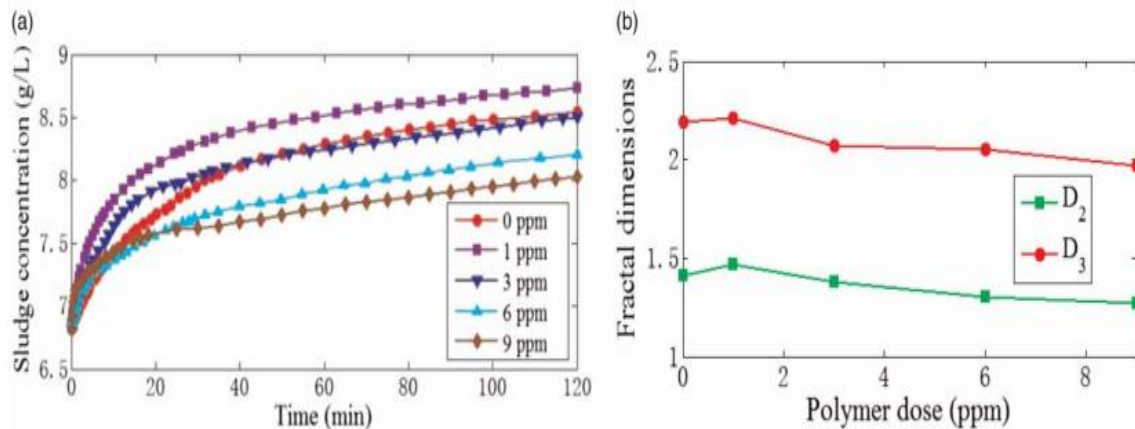 (a)
Sludge concentration (g/L)
9
8.5
8
7.5
7
6.5
0 20 40 60 80 100 120
Time (min)
0 ppm
1 ppm
3 ppm
6 ppm
9 ppm
(b)
Fractal dimensions
2.5
2
1.5
1
0 2 4 6 8
Polymer dose (ppm)
D2
D3